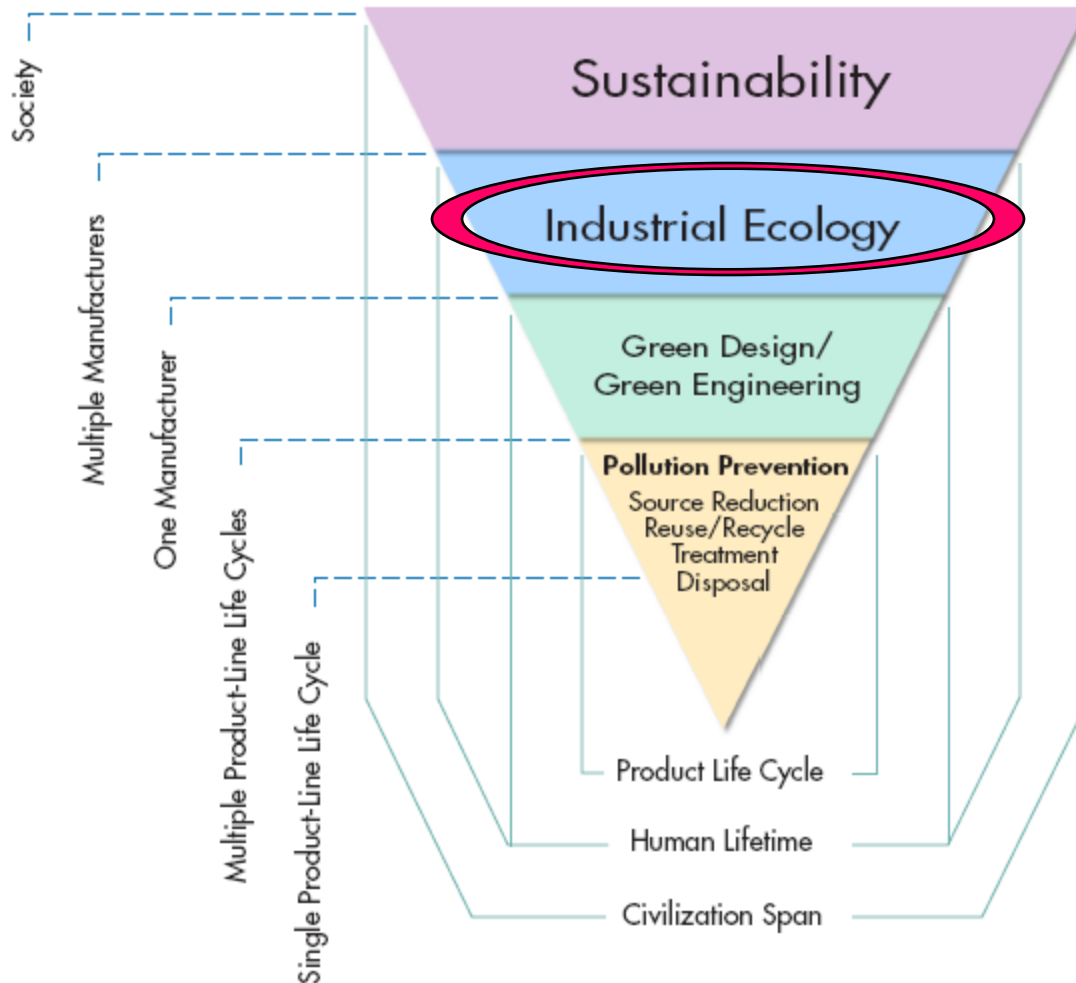 Society
Multiple Manufacturers
One Manufacturer
Multiple Product-Line Life Cycles
Single Product-Line Life Cycle
Sustainability
Industrial Ecology
Green Design/
Green Engineering
Pollution Prevention
Source Reduction
Reuse/Recycle
Treatment
Disposal
Product Life Cycle
Human Lifetime
Civilization Span